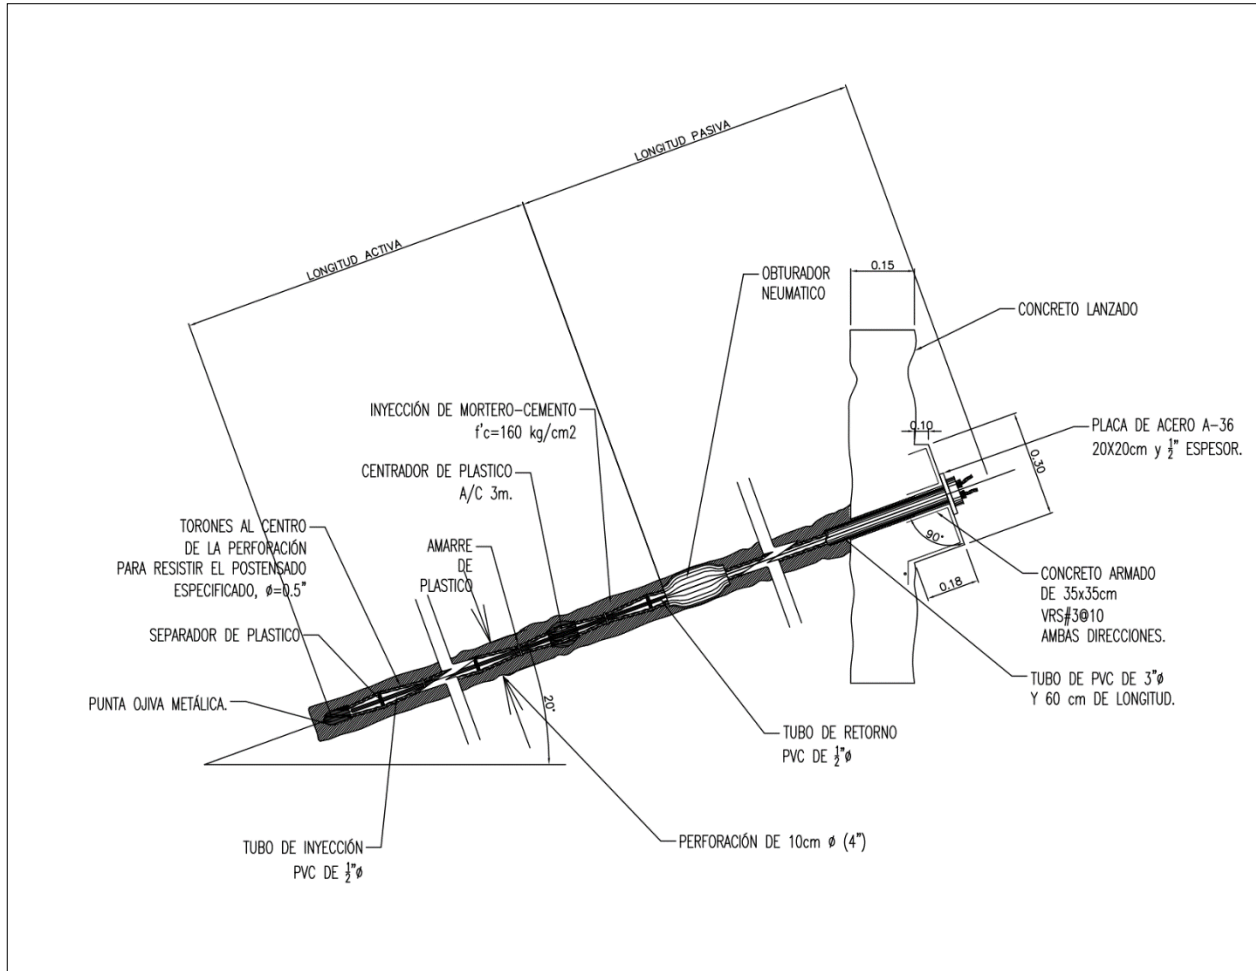 LONGITUD PASIVA
LONGITUD ACTIVA
OBTURADOR
NEUMATICO
0.15
CONCRETO LANZADO
INYECCIÓN DE MORTERO-CEMENTO
f'c=160 kg/cm2
0.10
PLACA DE ACERO A-36
20X20cm y ½" ESPESOR.
0.30
CENTRADOR DE PLASTICO
A/C 3m.
TORONES AL CENTRO
DE LA PERFORACIÓN
PARA RESISTIR EL POSTENSADO
ESPECIFICADO, ø=0.5"
AMARRE
DE
PLASTICO
90°
0.18
CONCRETO ARMADO
DE 35x35cm
VRS#3@10
AMBAS DIRECCIONES.
SEPARADOR DE PLASTICO
TUBO DE PVC DE 3"ø
Y 60 cm DE LONGITUD.
PUNTA OJIVA METÁLICA.
20°
TUBO DE RETORNO
PVC DE ½"ø
TUBO DE INYECCIÓN
PVC DE ½"ø
PERFORACIÓN DE 10cm ø (4")